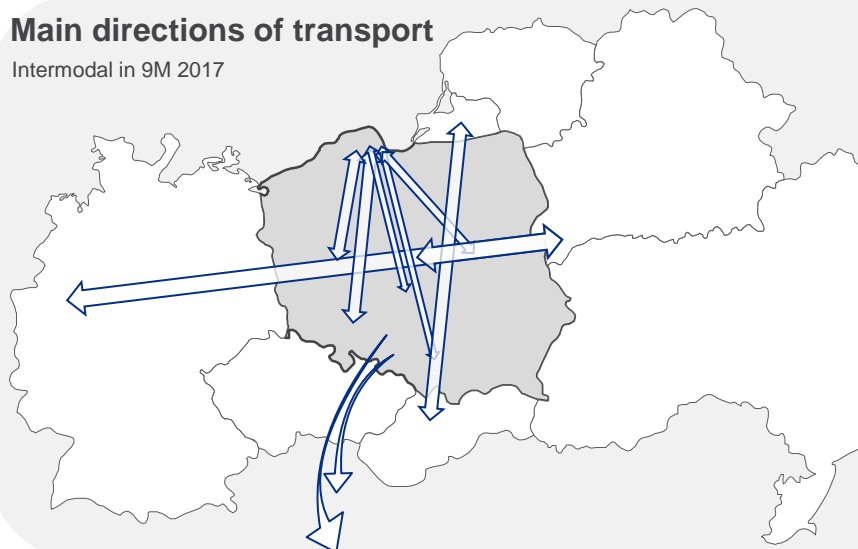 Main directions of transport
Intermodal in 9M 2017